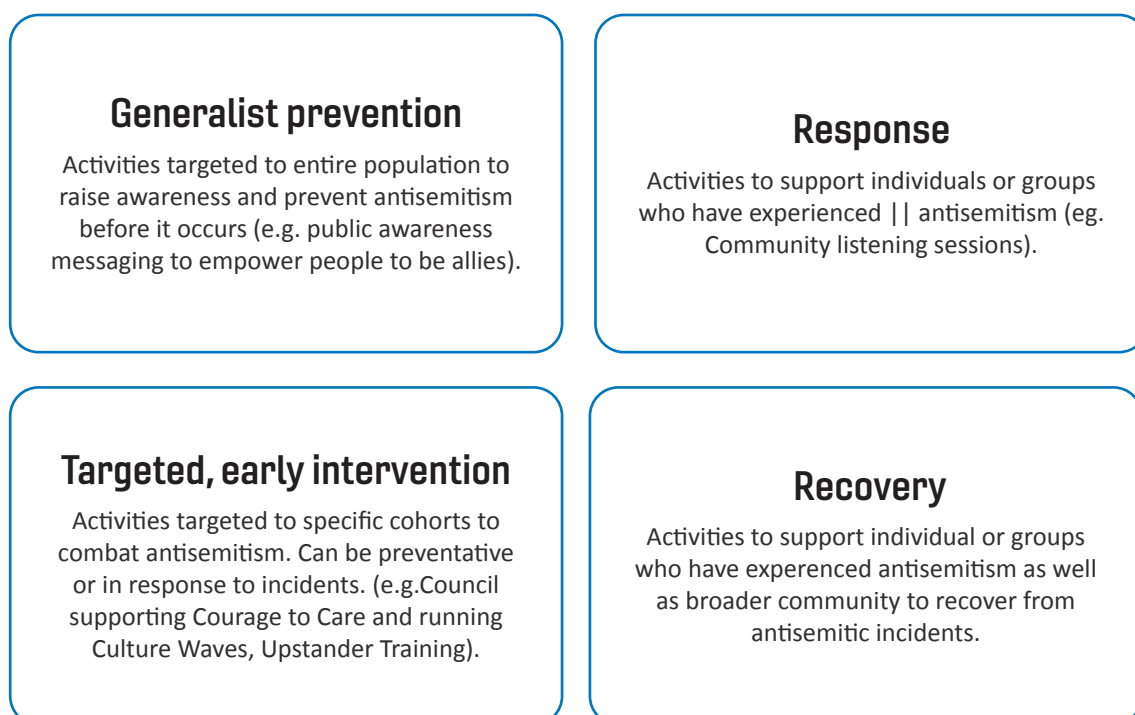 Generalist prevention
Activities targeted to entire population to
raise awareness and prevent antisemitism
before it occurs (e.g. public awareness
messaging to empower people to be allies).
Response
Activities to support individuals or groups
who have experienced || antisemitism (eg.
Community listening sessions).
Targeted, early intervention
Activities targeted to specific cohorts to
combat antisemitism. Can be preventative
or in response to incidents. (e.g.Council
supporting Courage to Care and running
Culture Waves, Upstander Training).
Recovery
Activities to support individual or groups
who have experenced antisemitism as well
as broader community to recover from
antisemitic incidents.